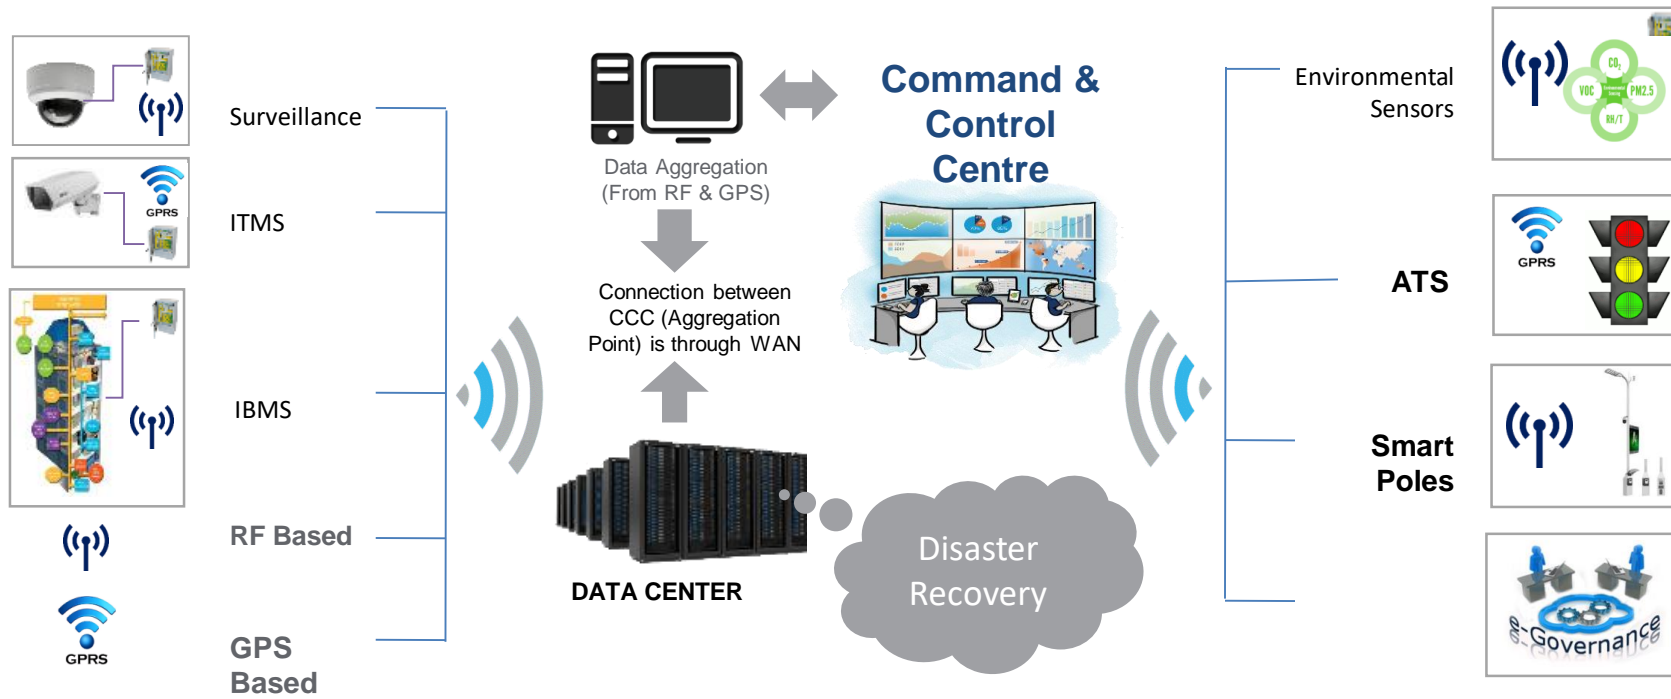 Surveillance
GPRS
ITMS
IBMS
RF Based
GPRS
GPS
Based
Data Aggregation
(From RF & GPS)
Connection between
CCC (Aggregation
Point) is through WAN
DATA CENTER
Command &
Control
Centre
Disaster
Recovery
Environmental
Sensors
CO2
VOC
PM2.5
RH/T
ATS
GPRS
Smart
Poles
e-Governance